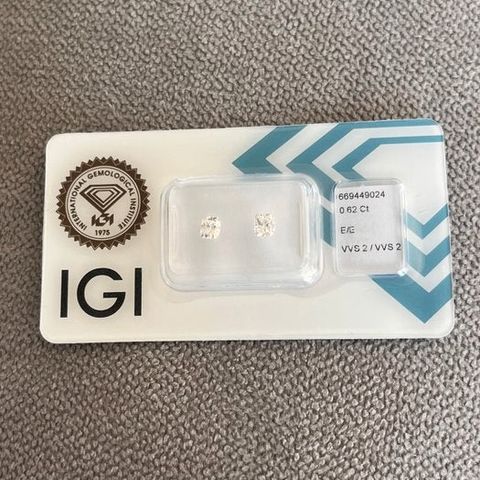 INTERNATIONAL GEMOLOGICAL INSTITUTE
IGI
1975
IGI
669449024
0.62 Ct
E/E
VVS 2 / VVS 2